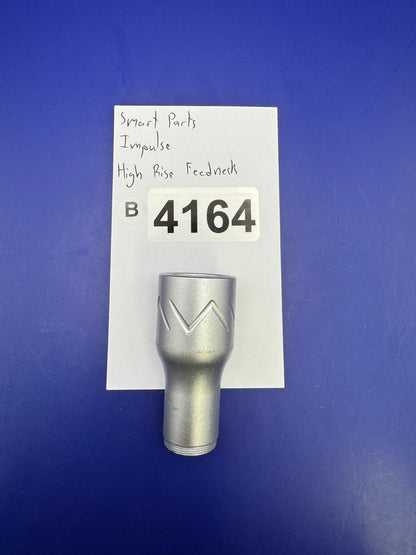 Smart Parts
Impulse
High Rise Feedneck
B 4164